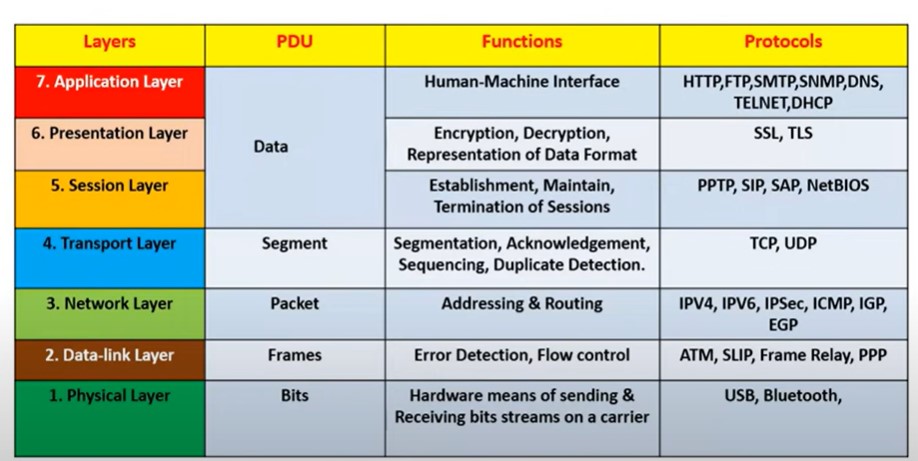 Layers PDU Functions Protocols
7. Application Layer Data Human-Machine Interface HTTP,FTP,SMTP,SNMP,DNS,
TELNET,DHCP
6. Presentation Layer Encryption, Decryption,
Representation of Data Format
SSL, TLS
5. Session Layer Establishment, Maintain,
Termination of Sessions
PPTP, SIP, SAP, NetBIOS
4. Transport Layer Segment Segmentation, Acknowledgement,
Sequencing, Duplicate Detection.
TCP, UDP
3. Network Layer Packet Addressing & Routing IPV4, IPV6, IPSec, ICMP, IGP,
EGP
2. Data-link Layer Frames Error Detection, Flow control ATM, SLIP, Frame Relay, PPP
1. Physical Layer Bits Hardware means of sending &
Receiving bits streams on a carrier
USB, Bluetooth,